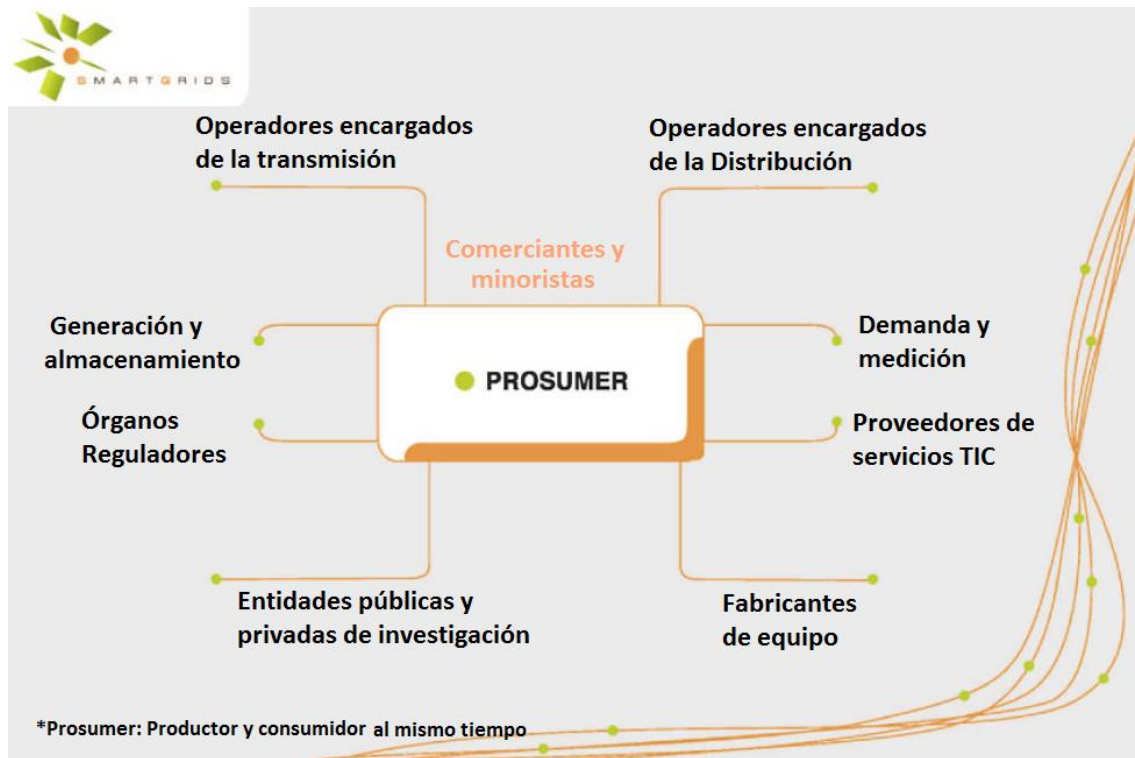 SMARTGRIDS
Operadores encargados
de la transmisión
Operadores encargados
de la Distribución
Comerciantes y
minoristas
Generación y
almacenamiento
Demanda y
medición
PROSUMER
Órganos
Reguladores
Proveedores de
servicios TIC
Entidades públicas y
privadas de investigación
Fabricantes
de equipo
*Prosumer: Productor y consumidor al mismo tiempo